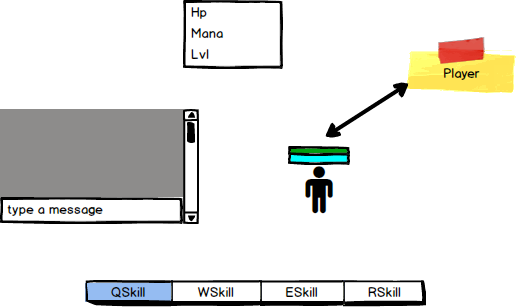 Hp
Mana
Lvl
Player
type a message
QSkill
WSkill
ESkill
RSkill